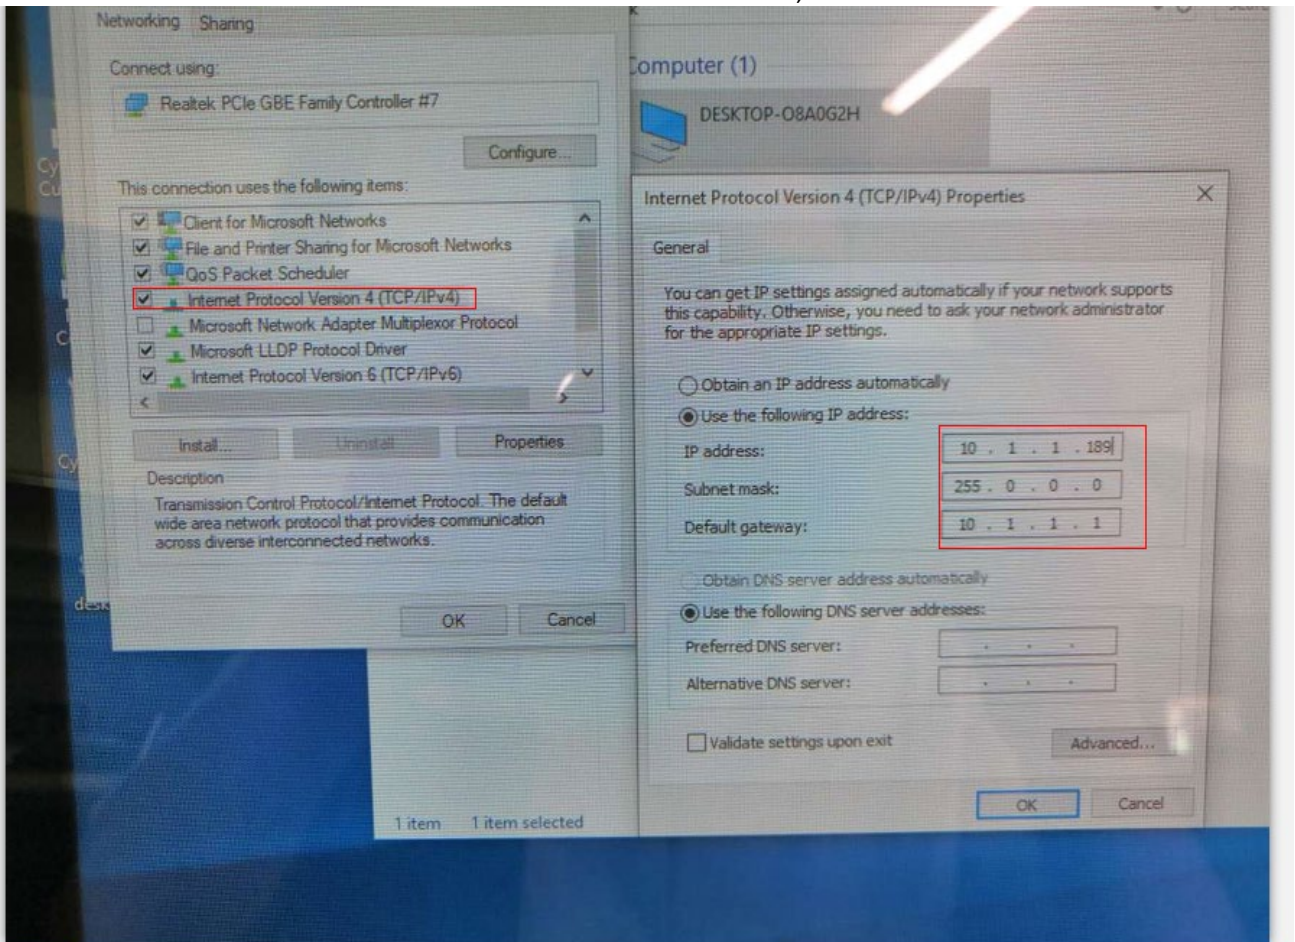 Networking Sharing
Connect using:
Realtek PCIe GBE Family Controller #7
Configure...
This connection uses the following items:
Client for Microsoft Networks
File and Printer Sharing for Microsoft Networks
QoS Packet Scheduler
Internet Protocol Version 4 (TCP/IPv4)
Microsoft Network Adapter Multiplexor Protocol
Microsoft LLDP Protocol Driver
Internet Protocol Version 6 (TCP/IPv6)
Install... Uninstall Properties
Description
Transmission Control Protocol/Internet Protocol. The default
wide area network protocol that provides communication
across diverse interconnected networks.
OK Cancel
Computer (1)
DESKTOP-O8A0G2H
Internet Protocol Version 4 (TCP/IPv4) Properties
General
You can get IP settings assigned automatically if your network supports
this capability. Otherwise, you need to ask your network administrator
for the appropriate IP settings.
Obtain an IP address automatically
Use the following IP address:
IP address: 10 . 1 . 1 . 189
Subnet mask: 255 . 0 . 0 . 0
Default gateway: 10 . 1 . 1 . 1
Obtain DNS server address automatically
Use the following DNS server addresses:
Preferred DNS server: . . .
Alternative DNS server: . . .
Validate settings upon exit
Advanced...
OK Cancel
1 item 1 item selected